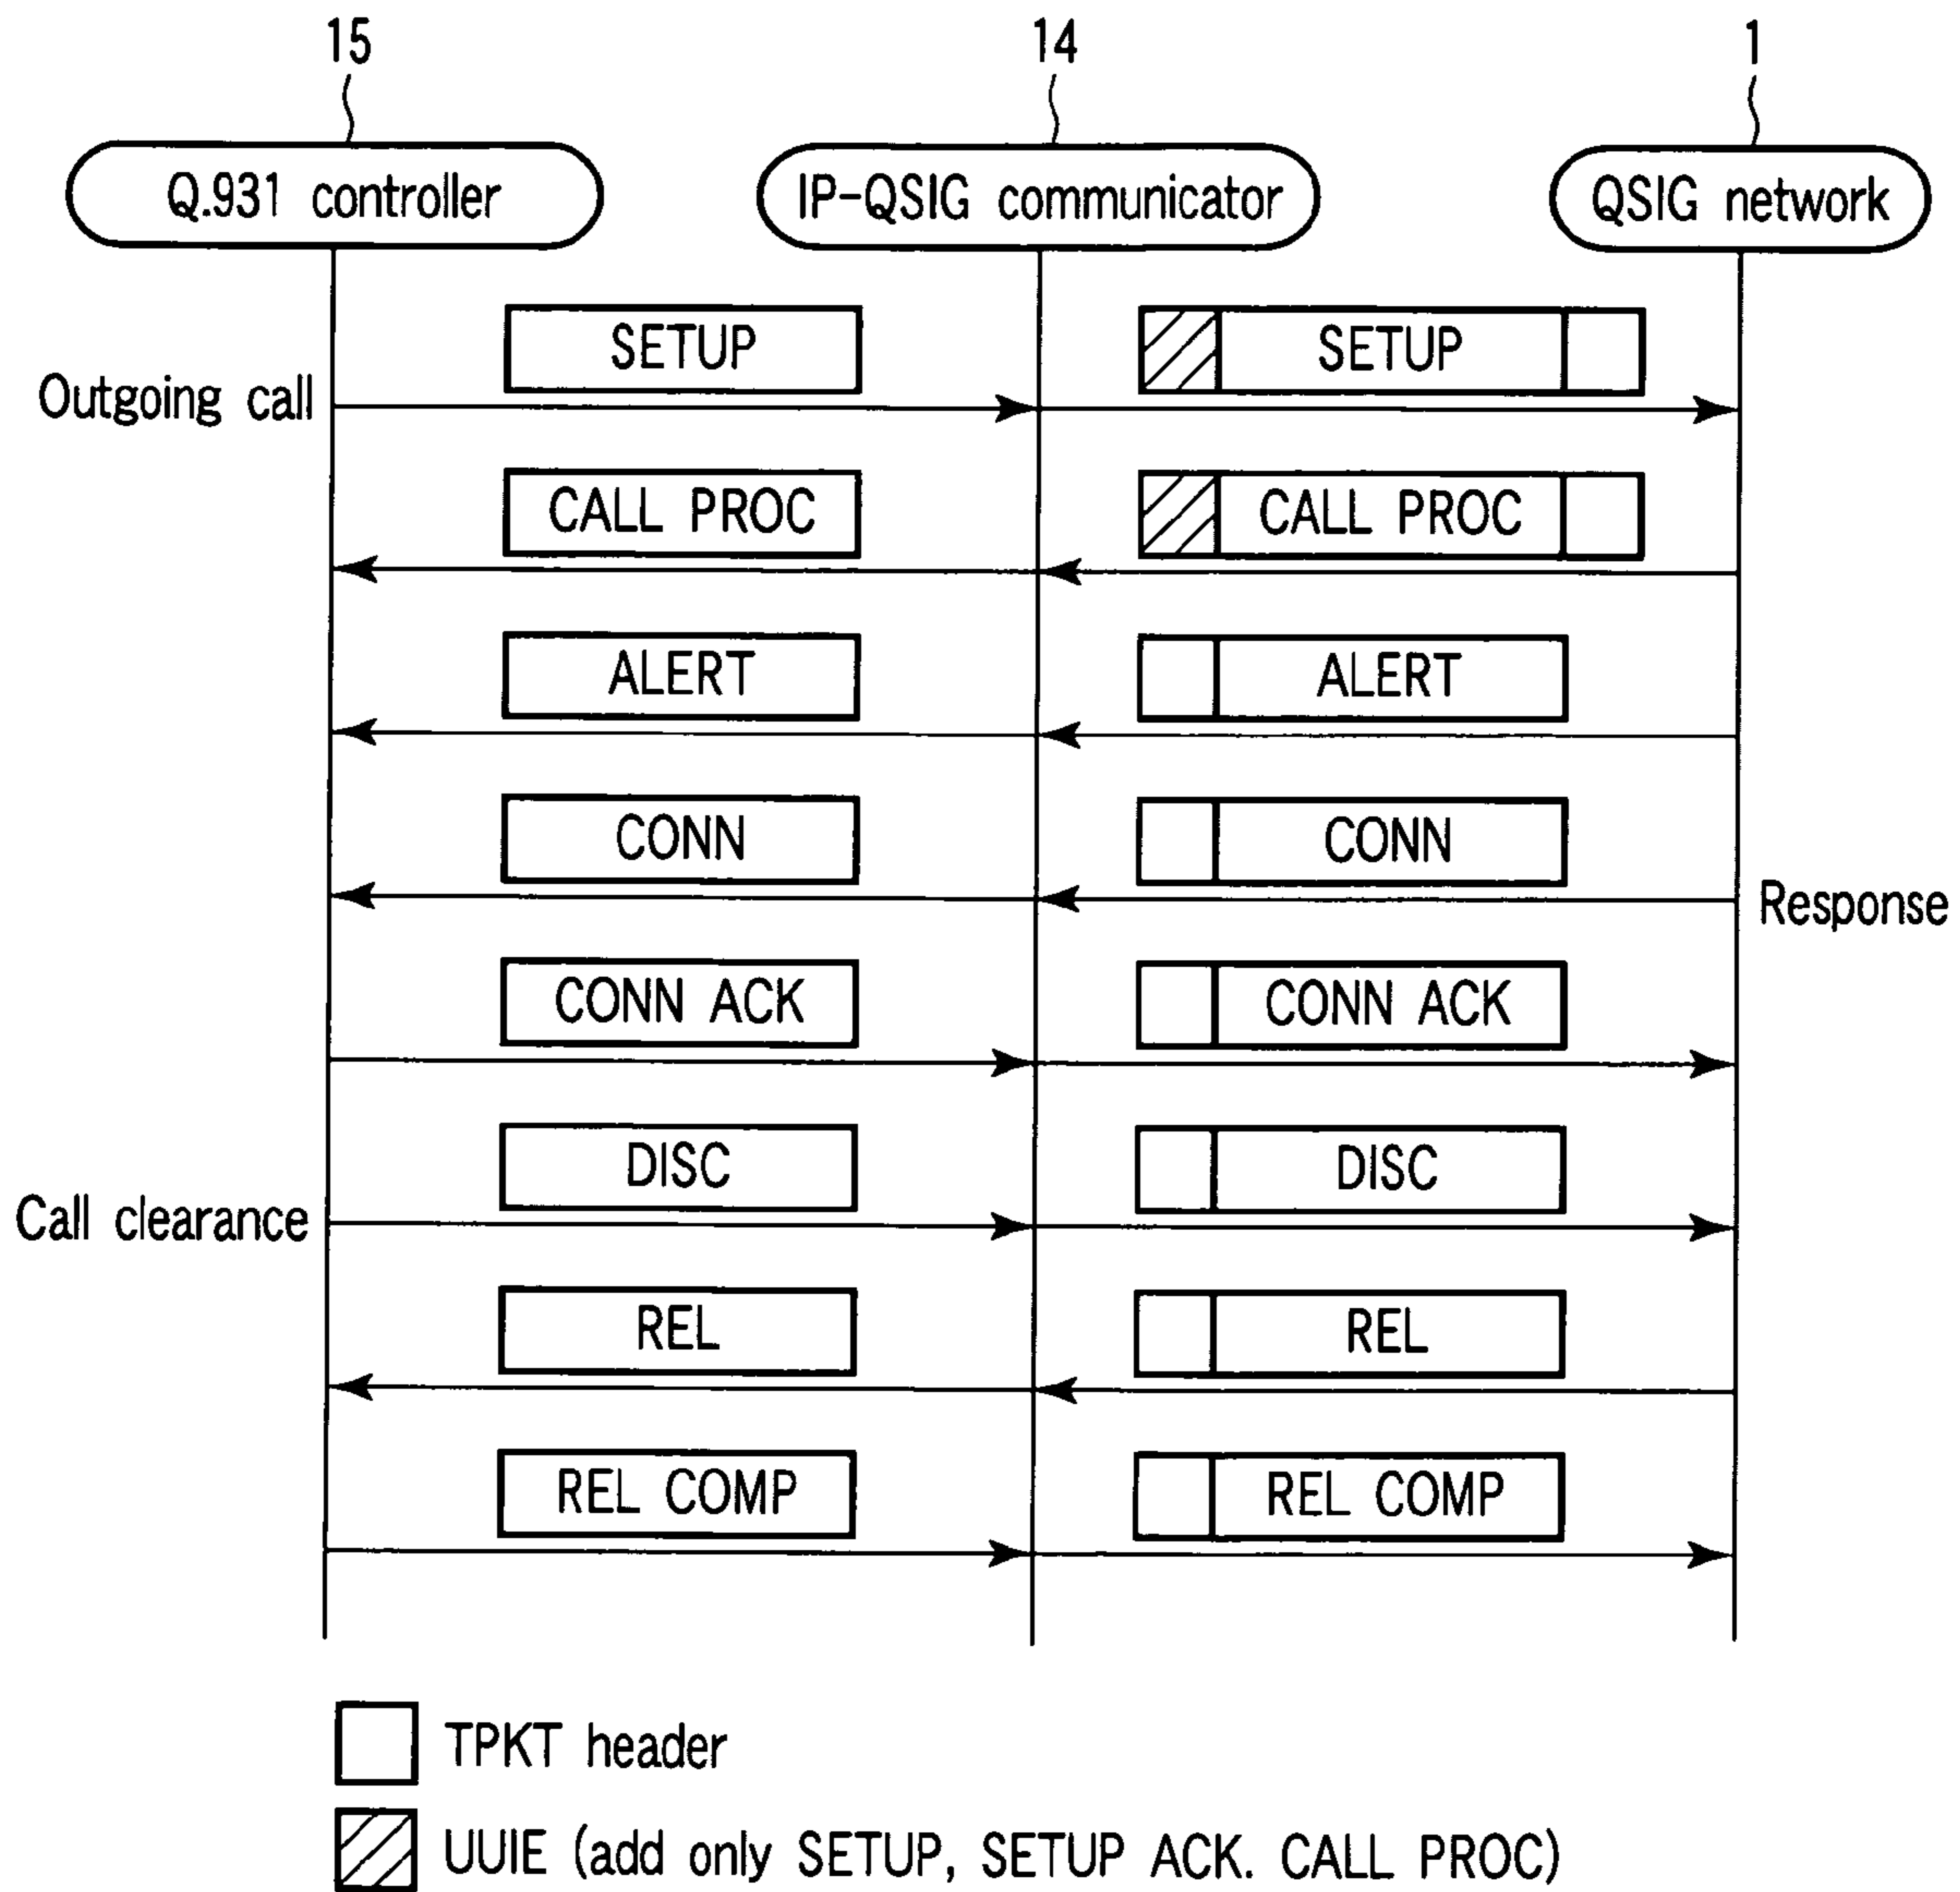 15
14
1
Q.931 controller
IP-QSIG communicator
QSIG network
SETUP
SETUP
Outgoing call
CALL PROC
CALL PROC
ALERT
ALERT
CONN
CONN
Response
CONN ACK
CONN ACK
DISC
DISC
Call clearance
REL
REL
REL COMP
REL COMP
TPKT header
UUIE (add only SETUP, SETUP ACK. CALL PROC)